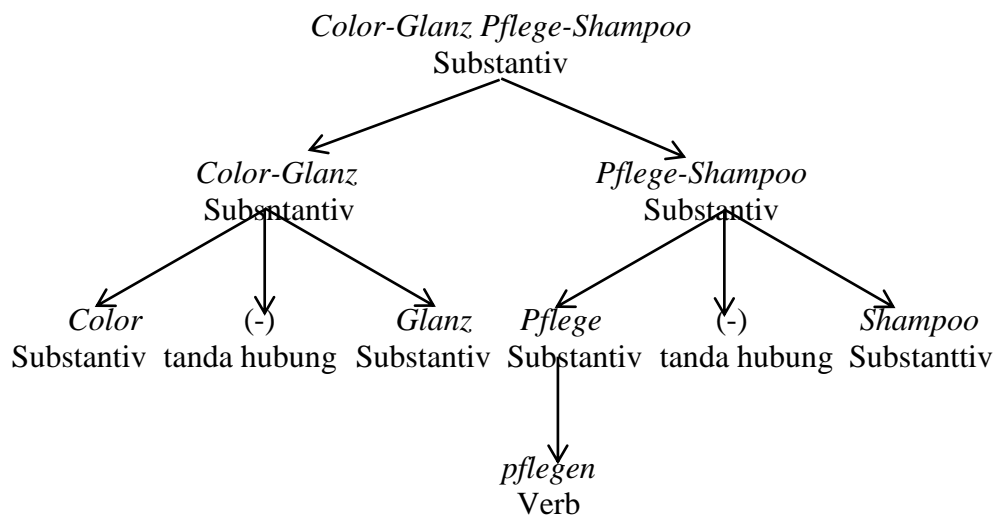 Color-Glanz Pflege-Shampoo
Substantiv
Color-Glanz Pflege-Shampoo
Subsntantiv Substantiv
Color (-) Glanz Pflege (-) Shampoo
Substantiv tanda hubung Substantiv Substantiv tanda hubung Substanttiv
pflegen
Verb